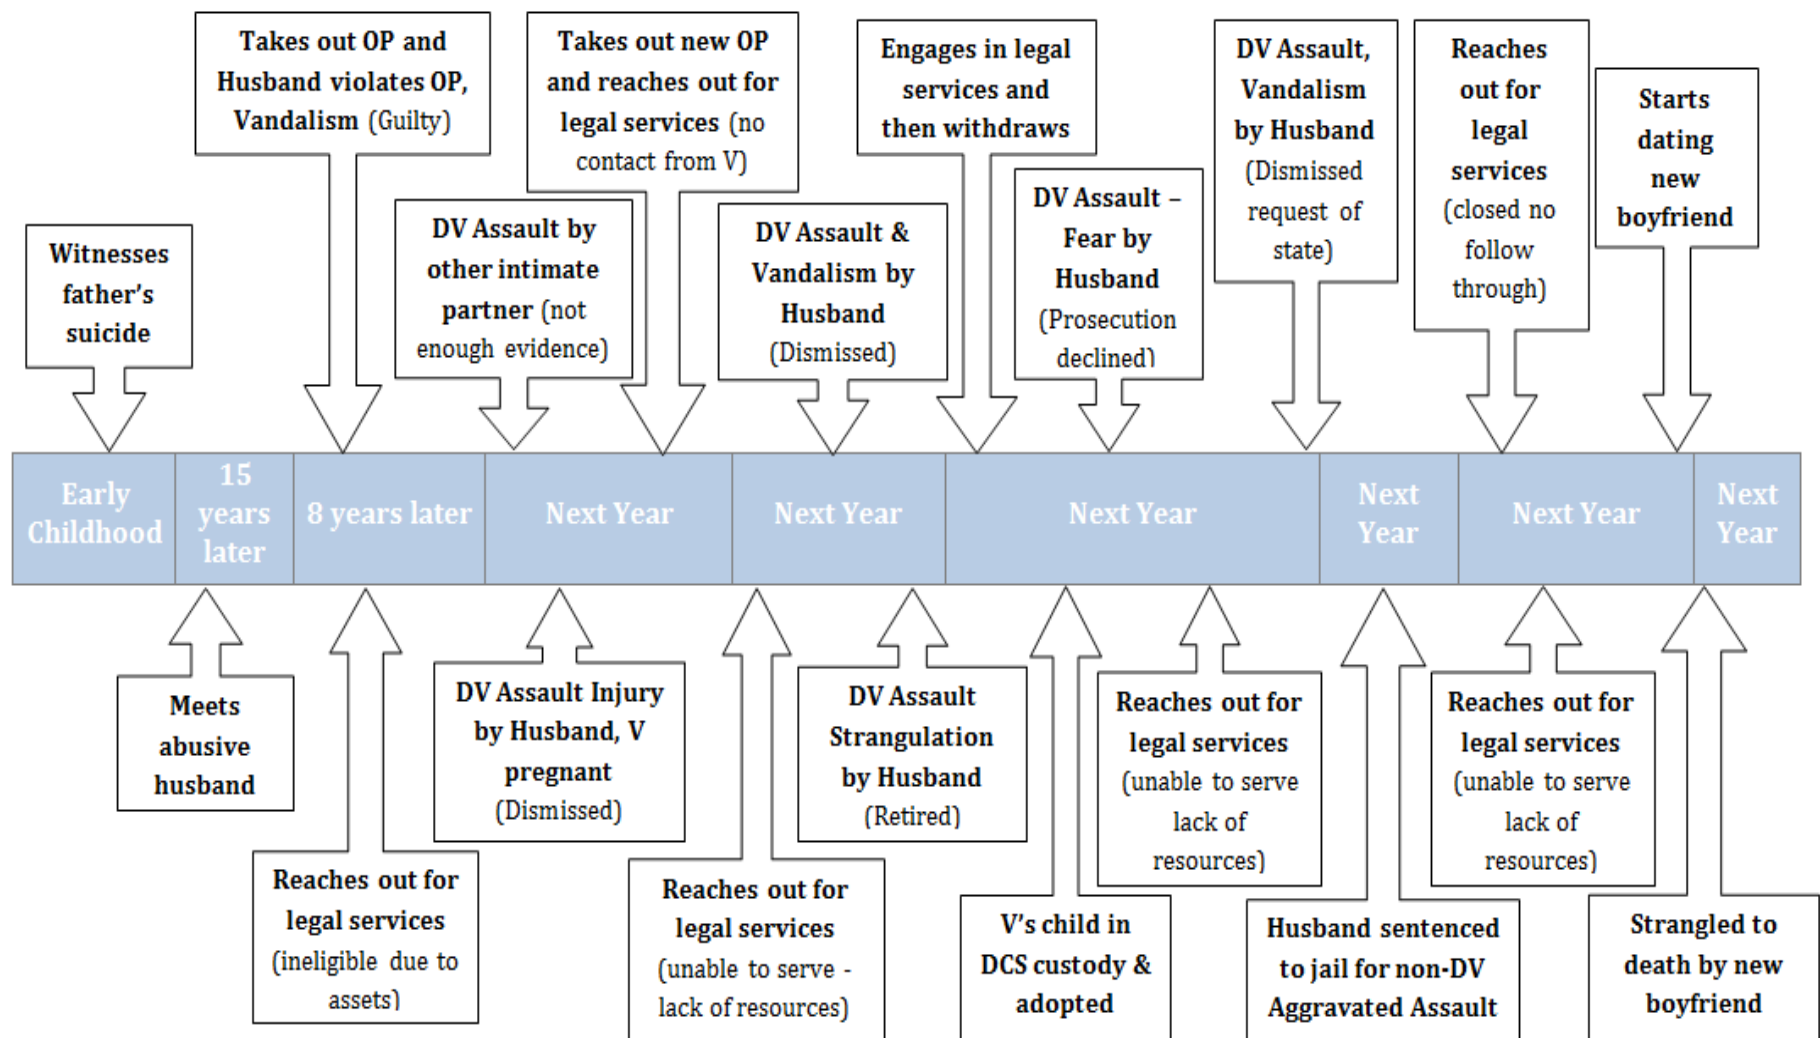 Takes out OP and
Husband violates OP,
Vandalism (Guilty)
Takes out new OP
and reaches out for
legal services (no
contact from V)
Engages in legal
services and
then withdraws
DV Assault,
Vandalism
by Husband
(Dismissed
request of
state)
Reaches
out for
legal
services
(closed no
follow
through)
Starts
dating
new
boyfriend
Witnesses
father's
suicide
DV Assault by
other intimate
partner (not
enough evidence)
DV Assault &
Vandalism by
Husband
(Dismissed)
DV Assault –
Fear by
Husband
(Prosecution
declined)
Early
Childhood
15
years
later
8 years later
Next Year
Next Year
Next Year
Next
Year
Next Year
Next
Year
Meets
abusive
husband
DV Assault Injury
by Husband, V
pregnant
(Dismissed)
DV Assault
Strangulation
by Husband
(Retired)
Reaches out for
legal services
(unable to serve
lack of
resources)
Reaches out for
legal services
(unable to serve
lack of
resources)
Reaches out for
legal services
(ineligible due to
assets)
Reaches out for
legal services
(unable to serve -
lack of resources)
V's child in
DCS custody &
adopted
Husband sentenced
to jail for non-DV
Aggravated Assault
Strangled to
death by new
boyfriend